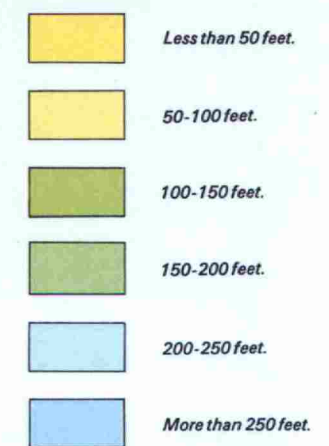 Less than 50 feet.
50-100 feet.
100-150 feet.
150-200 feet.
200-250 feet.
More than 250 feet.